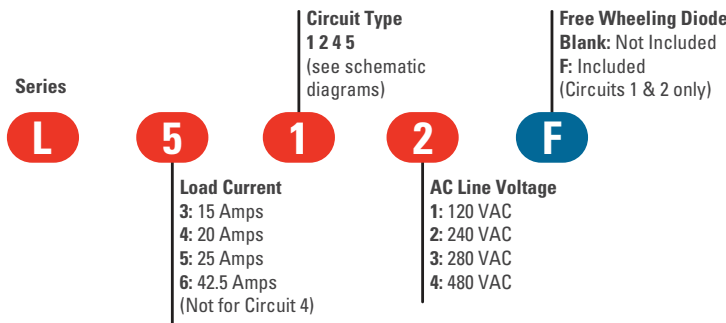 Circuit Type
1 2 4 5
(see schematic
diagrams)
Free Wheeling Diode
Blank: Not Included
F: Included
(Circuits 1 & 2 only)
Series
L
5
1
2
F
Load Current
3: 15 Amps
4: 20 Amps
5: 25 Amps
6: 42.5 Amps
(Not for Circuit 4)
AC Line Voltage
1: 120 VAC
2: 240 VAC
3: 280 VAC
4: 480 VAC